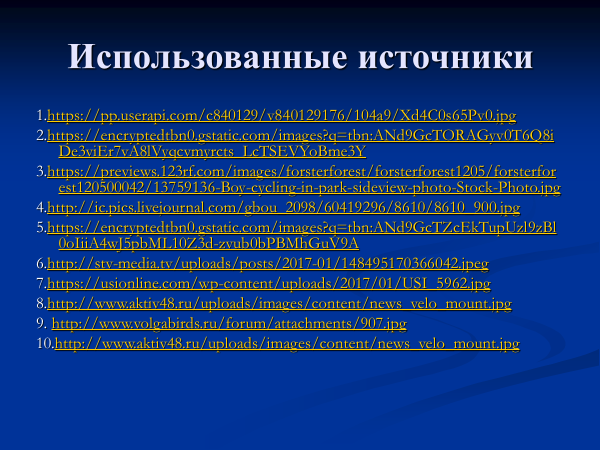 Использованные источники
1.https://pp.userapi.com/c840129/v840129176/104a9/Xd4C0s65Pv0.jpg
2.https://encryptedtbn0.gstatic.com/images?q=tbn:ANd9GcTORAGyv0T6Q8i
De3viEr7vA8lVyqcvmyrcts_LcTSEVYoBme3Y
3.https://previews.123rf.com/images/forsterforest/forsterforest1205/forsterfor
est120500042/13759136-Boy-cycling-in-park-sideview-photo-Stock-Photo.jpg
4.http://ic.pics.livejournal.com/gbou_2098/60419296/8610/8610_900.jpg
5.https://encryptedtbn0.gstatic.com/images?q=tbn:ANd9GcTZcEkTupUzl9zBl
0oIiiA4wJ5pbML10Z3d-zvub0bPBMhGuV9A
6.http://stv-media.tv/uploads/posts/2017-01/148495170366042.jpeg
7.https://usionline.com/wp-content/uploads/2017/01/USI_5962.jpg
8.http://www.aktiv48.ru/uploads/images/content/news_velo_mount.jpg
9. http://www.volgabirds.ru/forum/attachments/907.jpg
10.http://www.aktiv48.ru/uploads/images/content/news_velo_mount.jpg